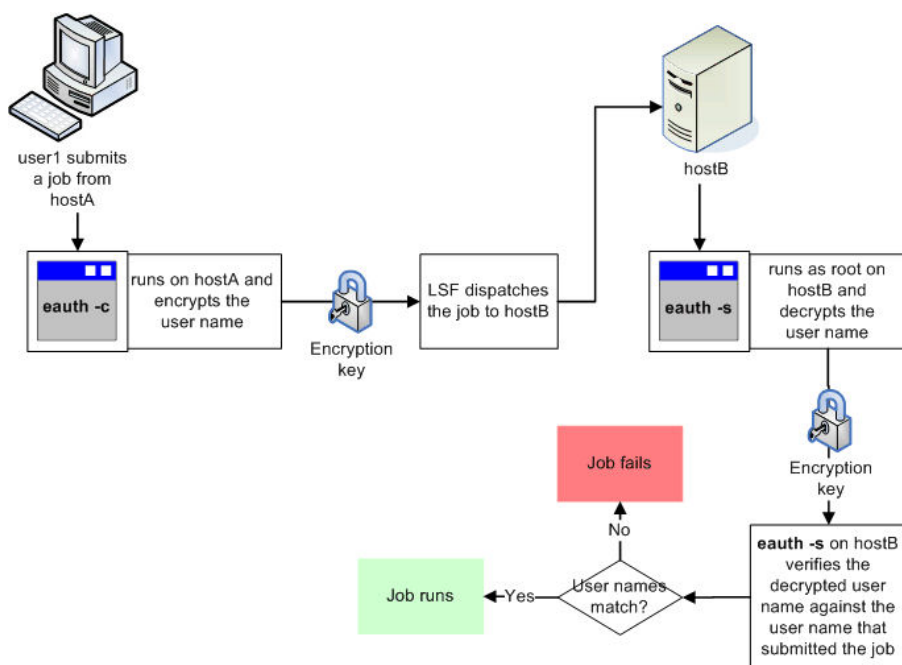 user1 submits
a job from
hostA
eauth -c
runs on hostA and
encrypts the
user name
Encryption
key
LSF dispatches
the job to hostB
hostB
eauth -s
runs as root on
hostB and
decrypts the
user name
Encryption
key
eauth -s on hostB
verifies the
decrypted user
name against the
user name that
submitted the job
User names
match?
No
Job fails
Yes
Job runs